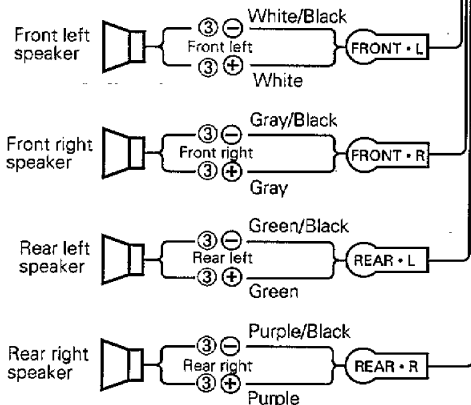 White/Black
Front left
speaker
③ ⊖
Front left
③ ⊕
White
FRONT • L
Gray/Black
Front right
speaker
③ ⊖
Front right
③ ⊕
Gray
FRONT • R
Green/Black
Rear left
speaker
③ ⊖
Rear left
③ ⊕
Green
REAR • L
Purple/Black
Rear right
speaker
③ ⊖
Rear right
③ ⊕
Purple
REAR • R